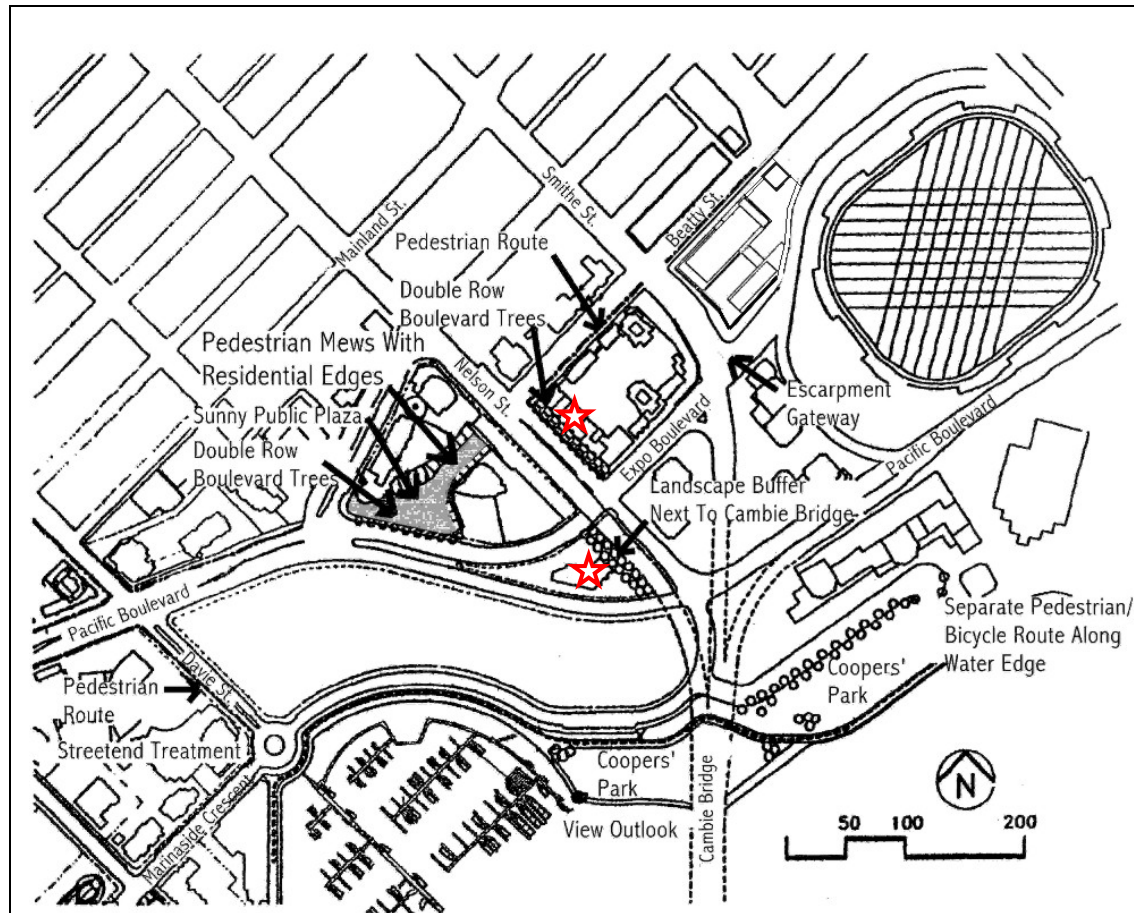 Smithe St.
Beatty St.
Mainland St.
Pedestrian Route
Double Row
Boulevard Trees
Pedestrian Mews With
Residential Edges
Nelson St.
Sunny Public Plaza
Double Row
Boulevard Trees
Escarpment
Gateway
Expo Boulevard
Pacific Boulevard
Landscape Buffer
Next To Cambie Bridge
Pacific Boulevard
Separate Pedestrian/
Bicycle Route Along
Water Edge
Coopers'
Park
Davie St.
Pedestrian
Route
Streetend Treatment
Coopers'
Park
View Outlook
Marinaside Crescent
Cambie Bridge
N
50 100 200